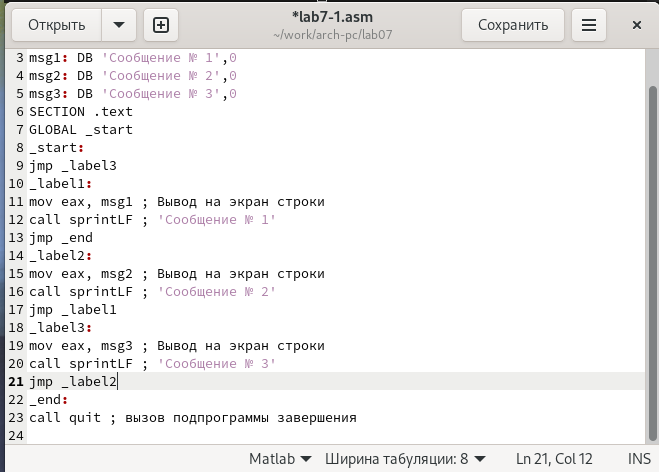 Открыть
*lab7-1.asm
~/work/arch-pc/lab07
Сохранить
3 msg1: DB 'Сообщение № 1',0
4 msg2: DB 'Сообщение № 2',0
5 msg3: DB 'Сообщение № 3',0
6 SECTION .text
7 GLOBAL _start
8 _start:
9 jmp _label3
10 _label1:
11 mov eax, msg1 ; Вывод на экран строки
12 call sprintLF ; 'Сообщение № 1'
13 jmp _end
14 _label2:
15 mov eax, msg2 ; Вывод на экран строки
16 call sprintLF ; 'Сообщение № 2'
17 jmp _label1
18 _label3:
19 mov eax, msg3 ; Вывод на экран строки
20 call sprintLF ; 'Сообщение № 3'
21 jmp _label2
22 _end:
23 call quit ; вызов подпрограммы завершения
24
Matlab Ширина табуляции: 8 Ln 21, Col 12 INS